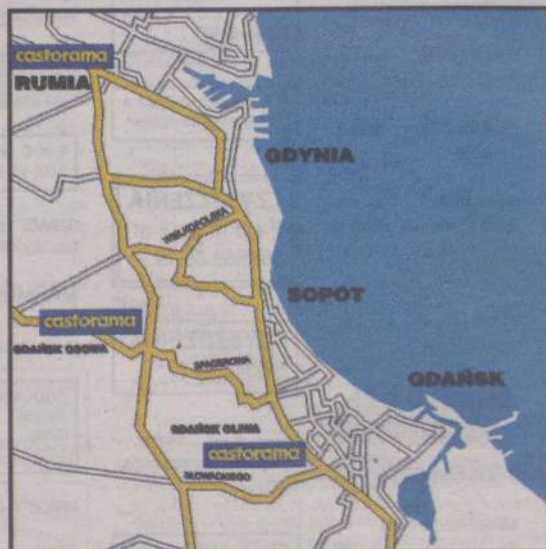 castorama
RUMIA
GDYNIA
WIELKOPOLSKA
SOPOT
castorama
GDAŃSK OSOWA
SPACEROWA
GDAŃSK
GDAŃSK OLIWA
castorama
SŁOWACKIEGO